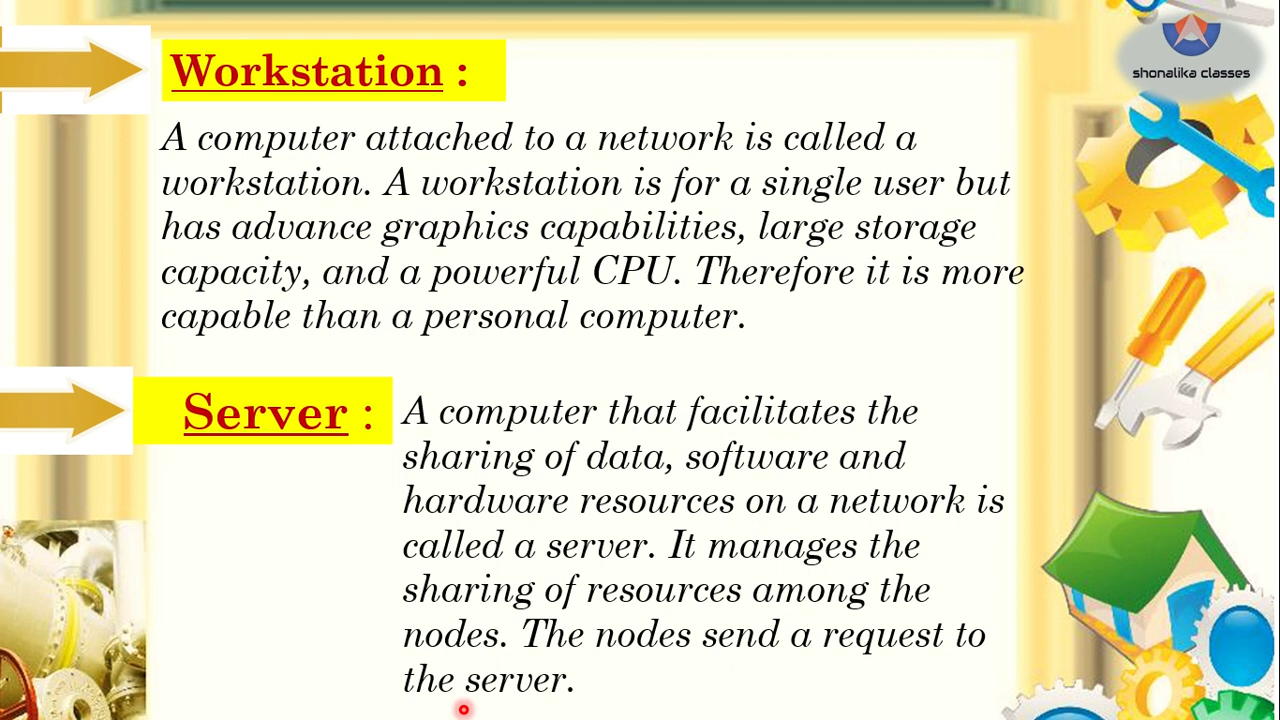 shonalika classes
Workstation :
A computer attached to a network is called a
workstation. A workstation is for a single user but
has advance graphics capabilities, large storage
capacity, and a powerful CPU. Therefore it is more
capable than a personal computer.
Server :
A computer that facilitates the
sharing of data, software and
hardware resources on a network is
called a server. It manages the
sharing of resources among the
nodes. The nodes send a request to
the server.